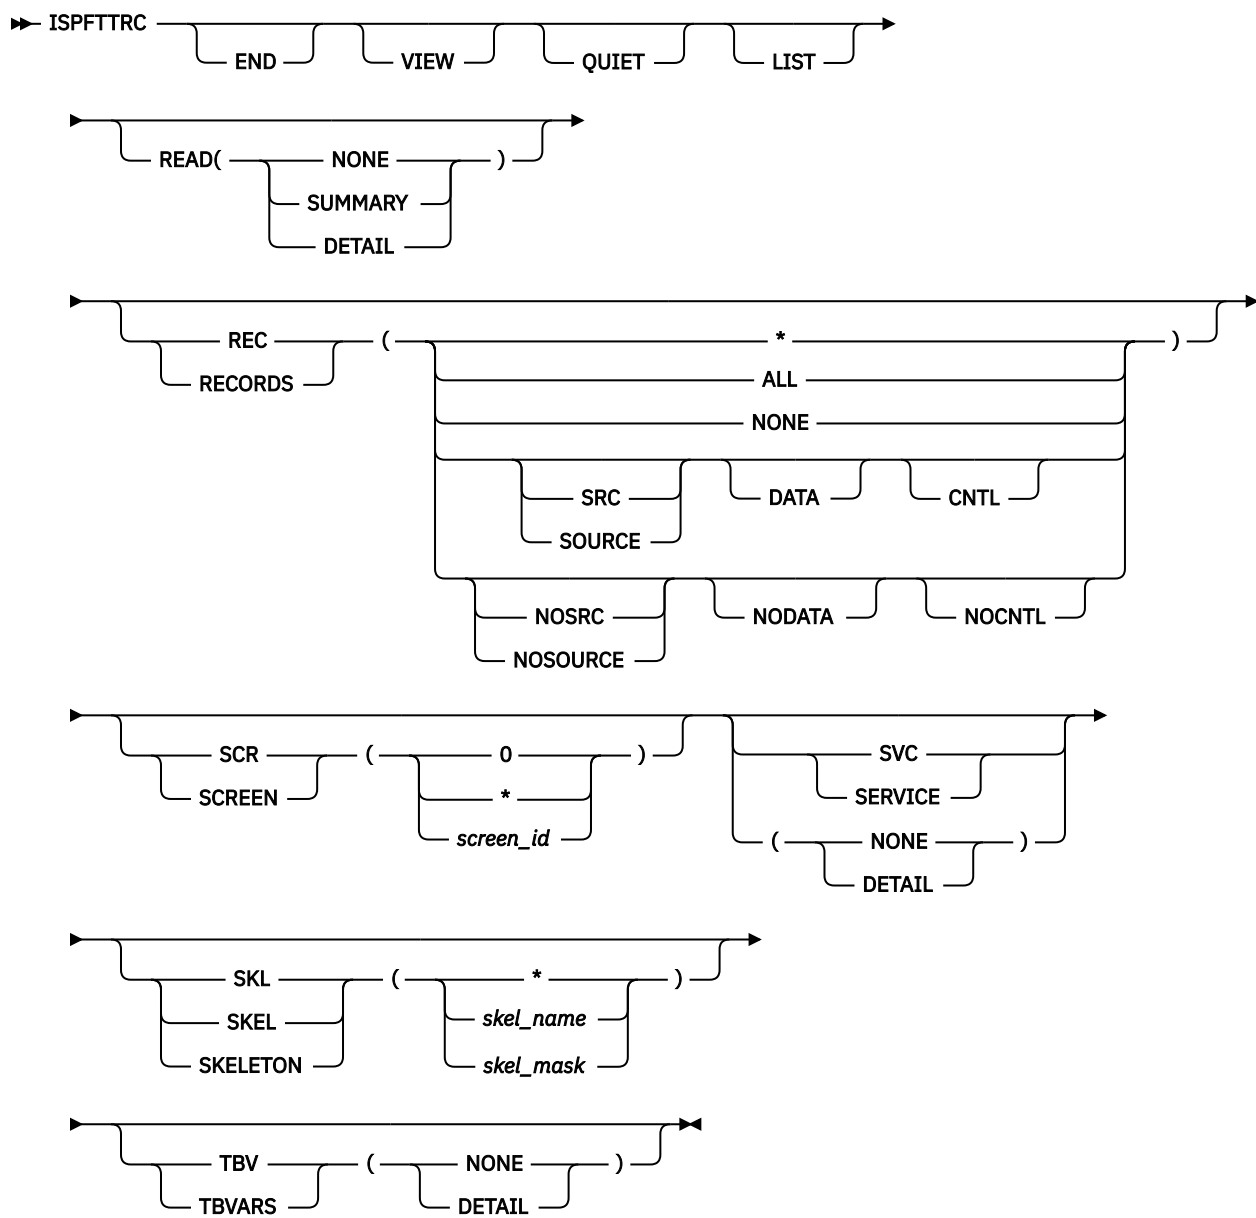 ISPFTTRC
END VIEW QUIET LIST
READ( NONE )
SUMMARY
DETAIL
REC ( * )
RECORDS ALL
NONE
SRC DATA CNTL
SOURCE
NOSRC NODATA NOCNTL
NOSOURCE
SCR ( 0 ) SVC
SCREEN * SERVICE
screen_id ( NONE )
DETAIL
SKL ( * )
SKEL skel_name
SKELETON skel_mask
TBV ( NONE )
TBVARS DETAIL